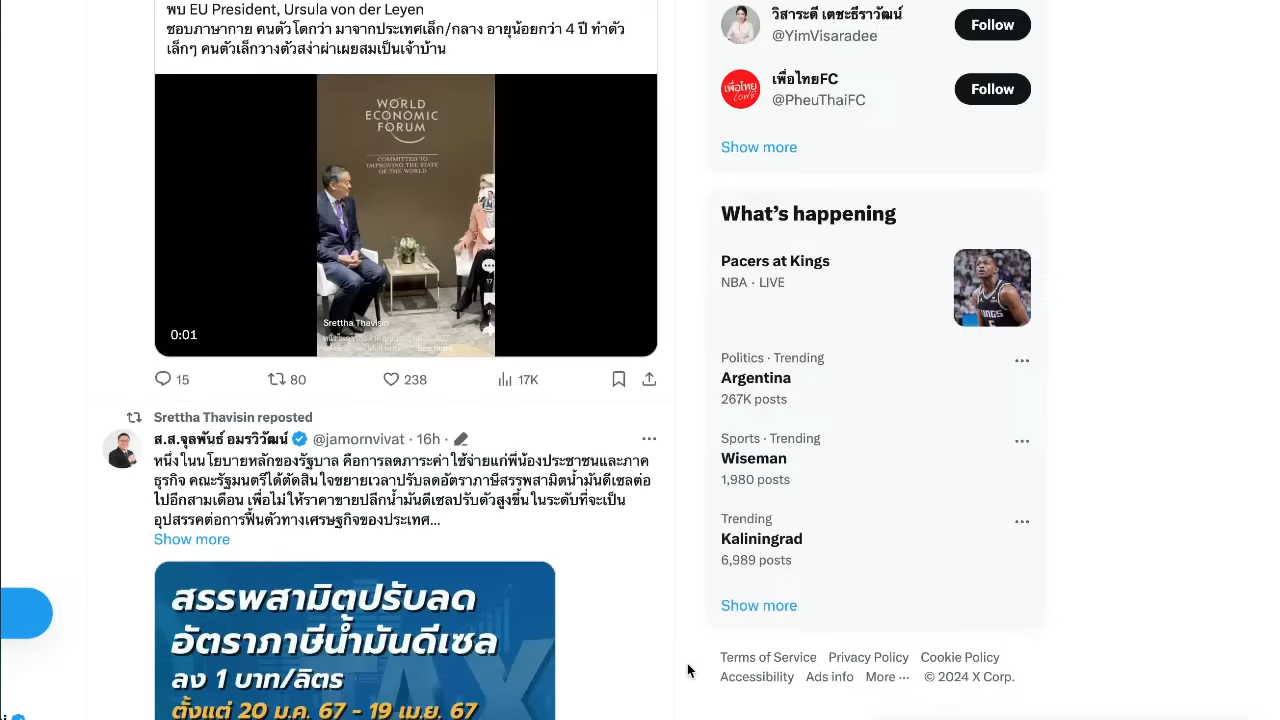 พบ EU President, Ursula von der Leyen
ชอบภาษากาย คนตัวโตกว่า มาจากประเทศเล็ก/กลาง อายุน้อยกว่า 4 ปี ทำตัว
เล็กๆ คนตัวเล็กวางตัวสง่าผ่าเผยสมเป็นเจ้าบ้าน
WORLD
ECONOMIC
FORUM
COMMITTED TO
IMPROVING THE STATE
OF THE WORLD
Srettha Thavisin
0:01
15
80
238
17K
Srettha Thavisin reposted
ส.ส.จุลพันธ์ อมรวิวัฒน์ @jamornvivat · 16h ·
หนึ่งในนโยบายหลักของรัฐบาล คือการลดภาระค่าใช้จ่ายแก่พี่น้องประชาชนและภาค
ธุรกิจ คณะรัฐมนตรีได้ตัดสินใจขยายเวลาปรับลดอัตราภาษีสรรพสามิตน้ำมันดีเซลต่อ
ไปอีกสามเดือน เพื่อไม่ให้ราคาขายปลีกน้ำมันดีเซลปรับตัวสูงขึ้นในระดับที่จะเป็น
อุปสรรคต่อการฟื้นตัวทางเศรษฐกิจของประเทศ...
Show more
สรรพสามิตปรับลด
อัตราภาษีน้ำมันดีเซล
ลง 1 บาท/ลิตร
ตั้งแต่ 20 ม.ค. 67 - 19 เม.ย. 67
วิสาระดี เตชะธีราวัฒน์
@YimVisaradee
Follow
เพื่อไทยFC
@PheuThaiFC
Follow
Show more
What's happening
Pacers at Kings
NBA · LIVE
Politics · Trending
Argentina
267K posts
Sports · Trending
Wiseman
1,980 posts
Trending
Kaliningrad
6,989 posts
Show more
Terms of Service Privacy Policy Cookie Policy
Accessibility Ads info More ··· © 2024 X Corp.